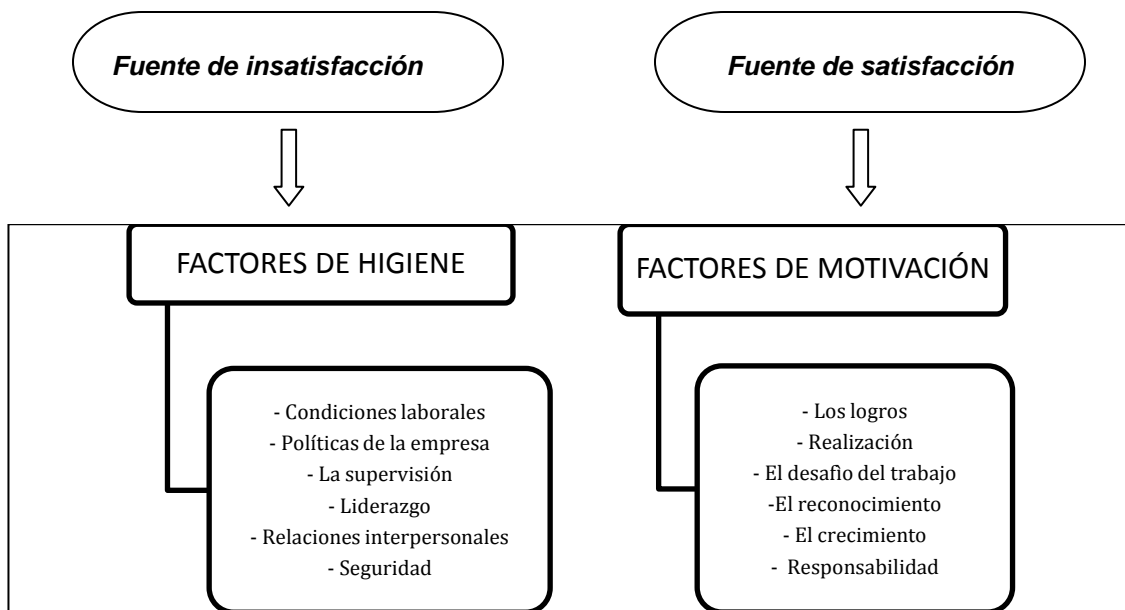 Fuente de insatisfacción
Fuente de satisfacción
FACTORES DE HIGIENE
FACTORES DE MOTIVACIÓN
- Condiciones laborales
- Políticas de la empresa
- La supervisión
- Liderazgo
- Relaciones interpersonales
- Seguridad
- Los logros
- Realización
- El desafìo del trabajo
-El reconocimiento
- El crecimiento
- Responsabilidad